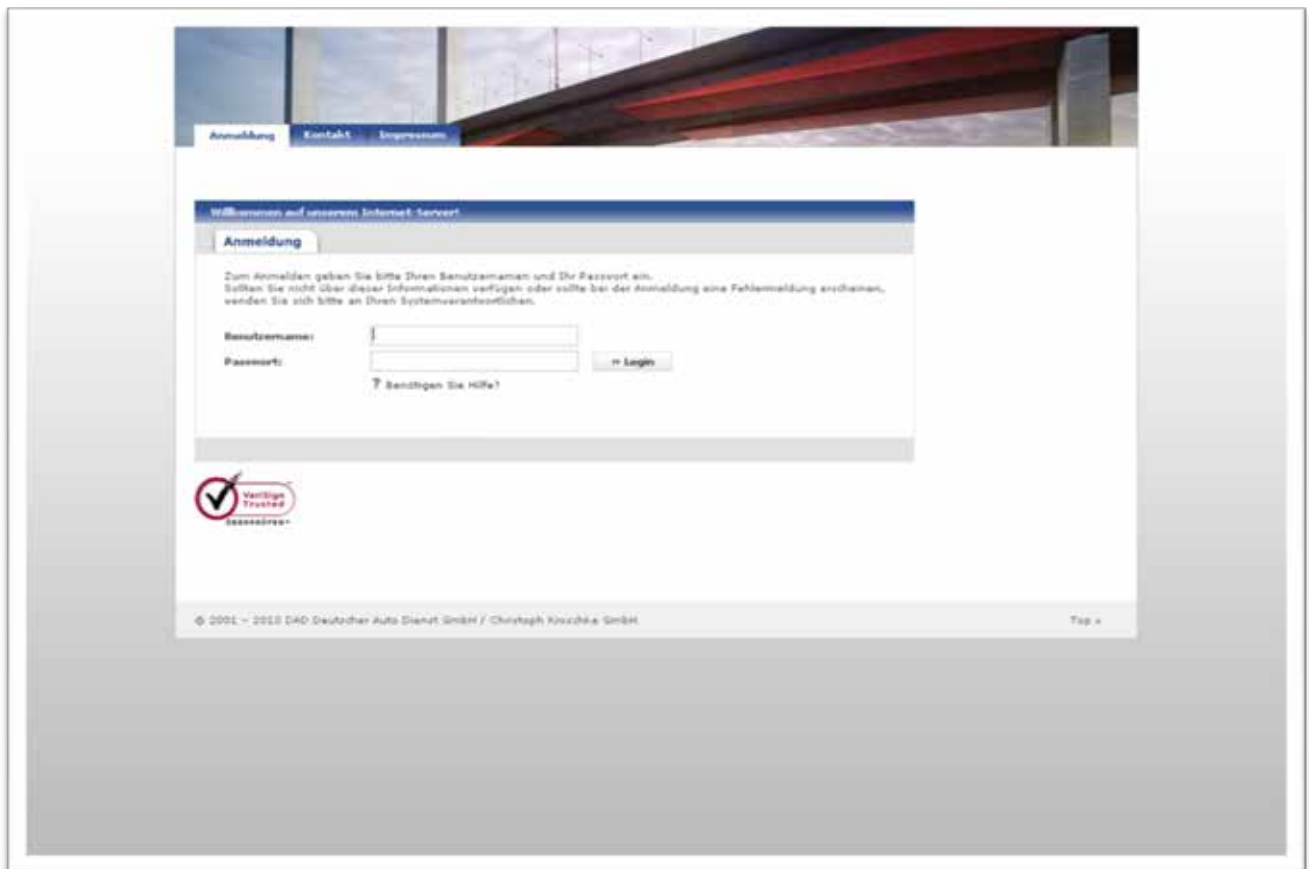 Anmeldung
Kontakt
Impressum
Willkommen auf unserem Internet-Server!
Anmeldung
Zum Anmelden geben Sie bitte Ihren Benutzernamen und Ihr Passwort ein.
Sollten Sie nicht über dieser Informationen verfügen oder sollte bei der Anmeldung eine Fehlermeldung erscheinen,
wenden Sie sich bitte an Ihren Systemverantwortlichen.
Benutzername:
Passwort:
» Login
? Benötigen Sie Hilfe?
VeriSign
Trusted
© 2001 - 2010 DAD Deutscher Auto Dienst GmbH / Christoph Kroschke GmbH
Top